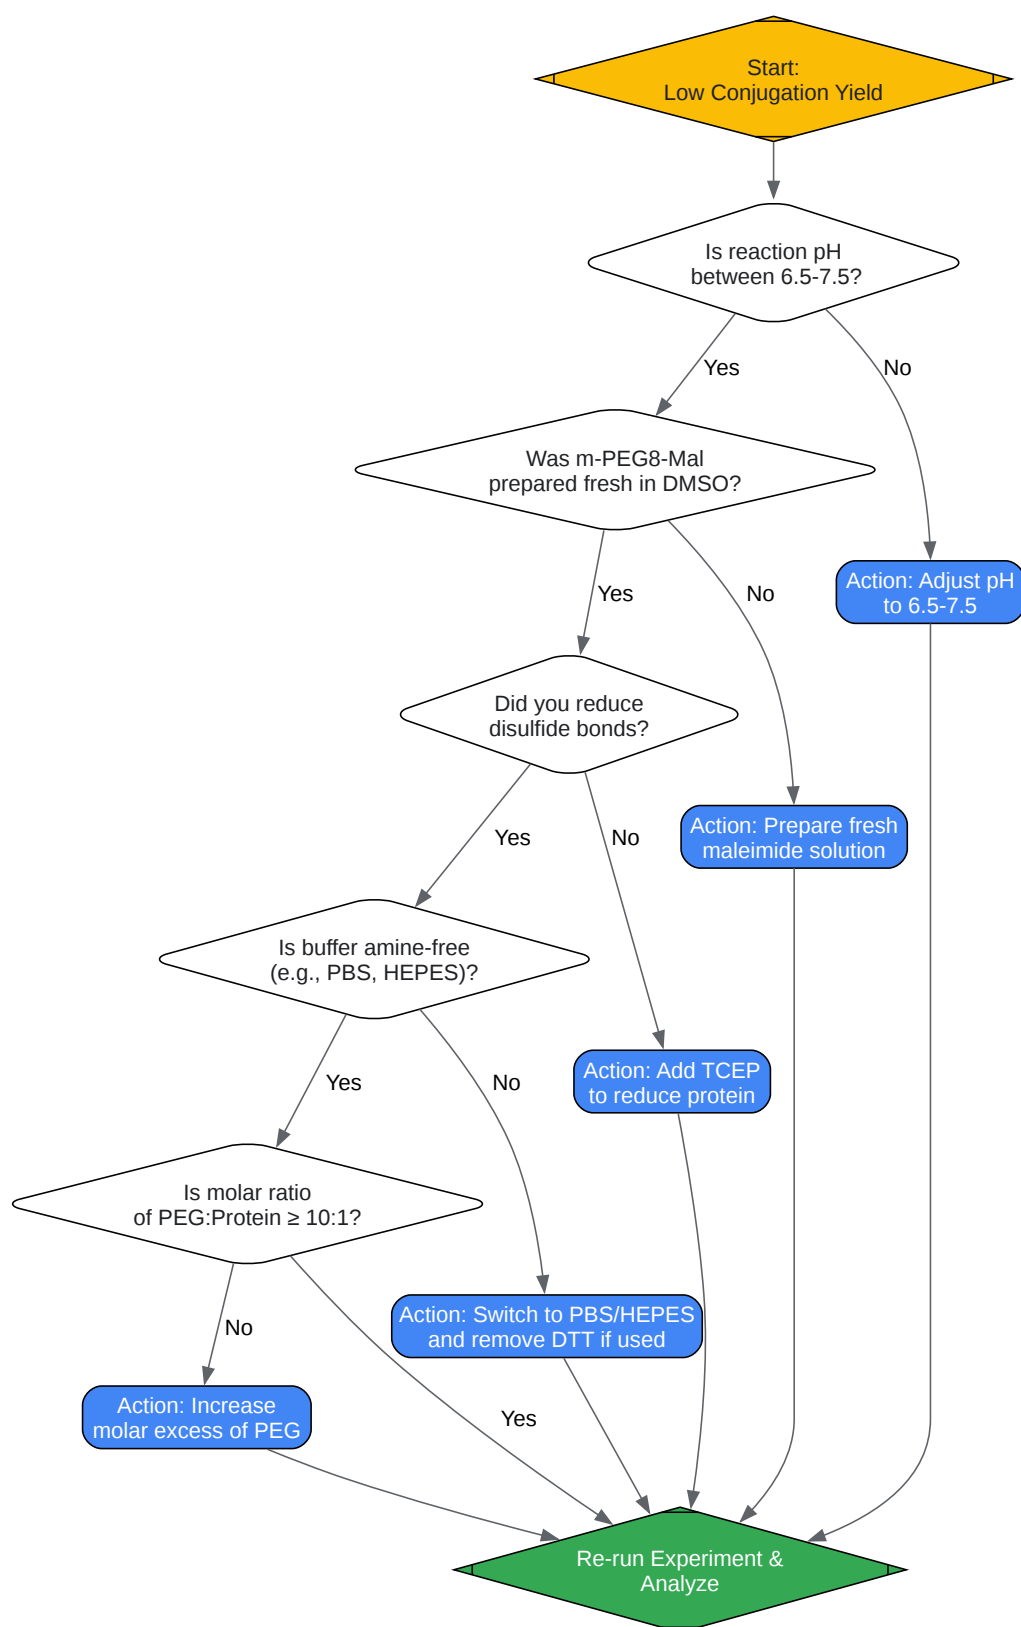 Start:
Low Conjugation Yield
Is reaction pH
between 6.5-7.5?
Yes
No
Was m-PEG8-Mal
prepared fresh in DMSO?
Yes
No
Action: Adjust pH
to 6.5-7.5
Did you reduce
disulfide bonds?
Yes
No
Action: Prepare fresh
maleimide solution
Is buffer amine-free
(e.g., PBS, HEPES)?
Yes
No
Action: Add TCEP
to reduce protein
Is molar ratio
of PEG:Protein ≥ 10:1?
No
Yes
Action: Switch to PBS/HEPES
and remove DTT if used
Action: Increase
molar excess of PEG
Re-run Experiment &
Analyze